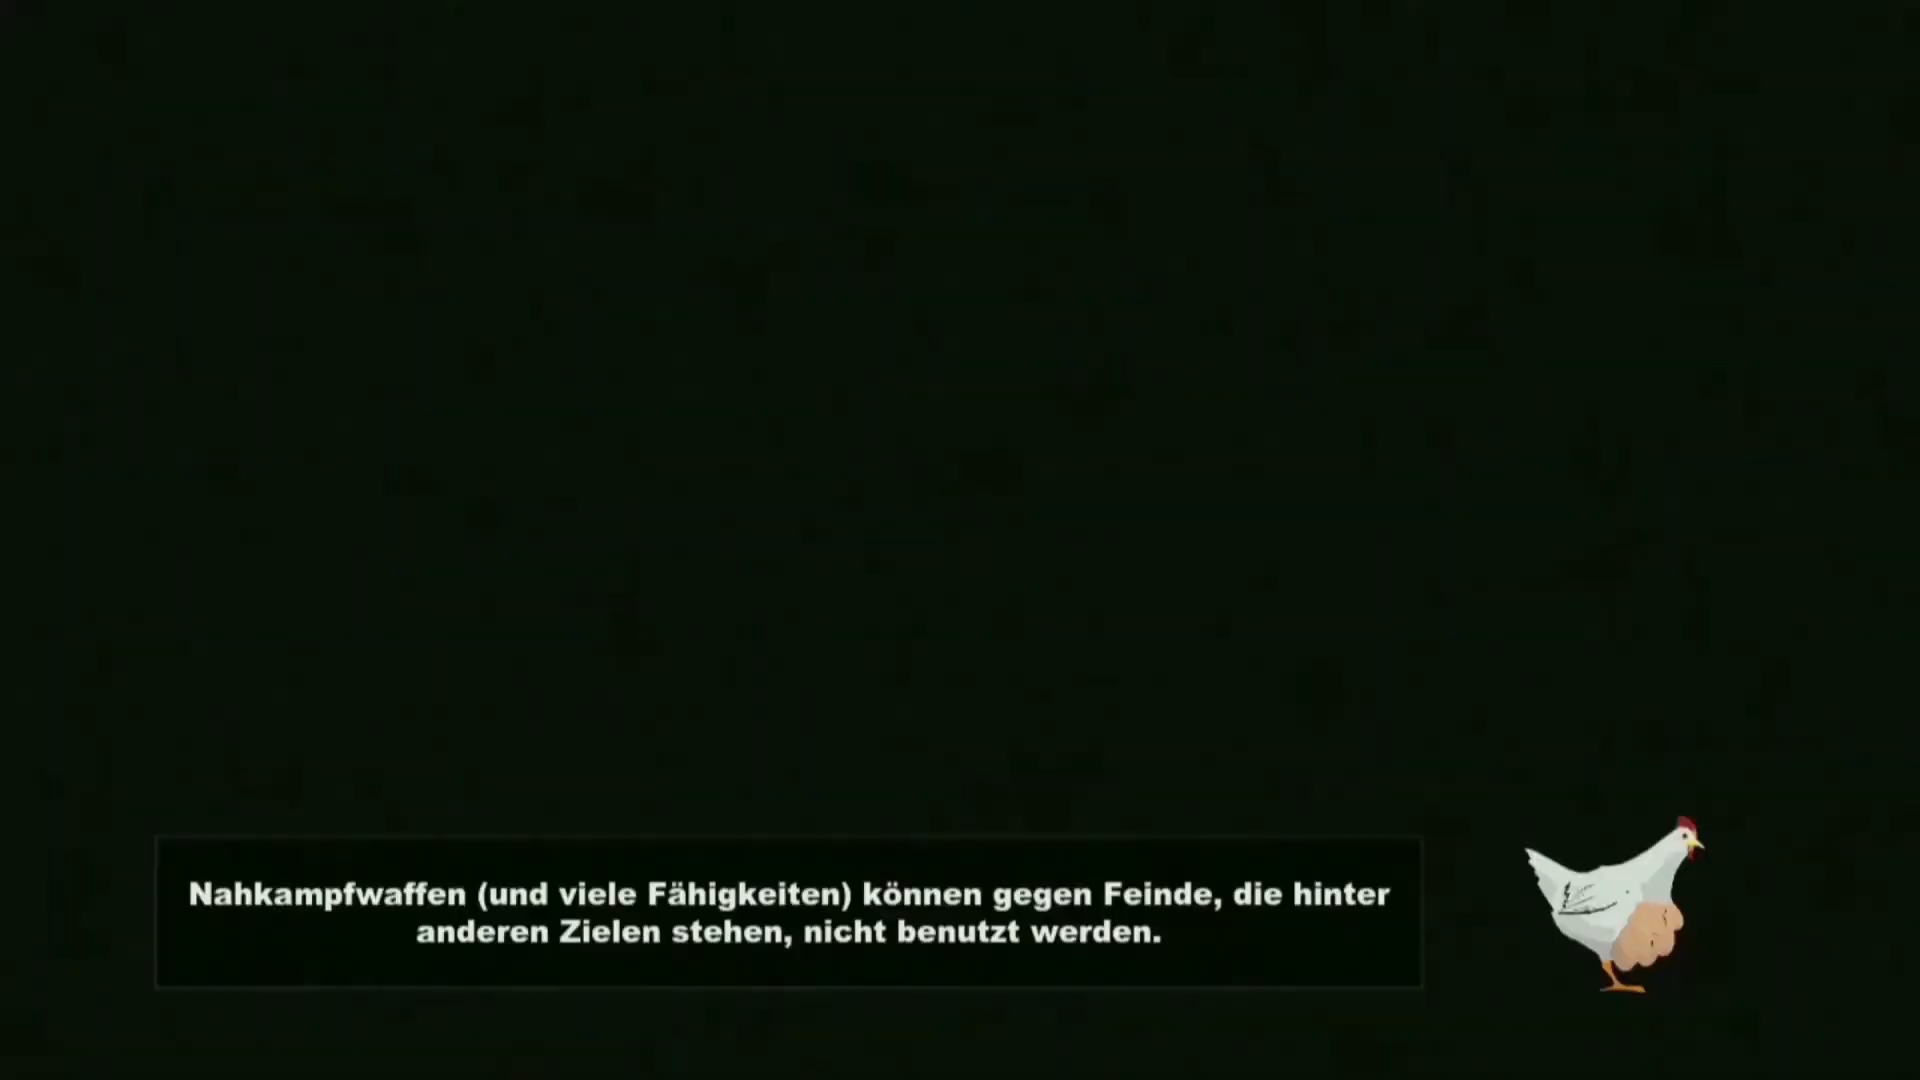 Nahkampfwaffen (und viele Fähigkeiten) können gegen Feinde, die hinter
anderen Zielen stehen, nicht benutzt werden.